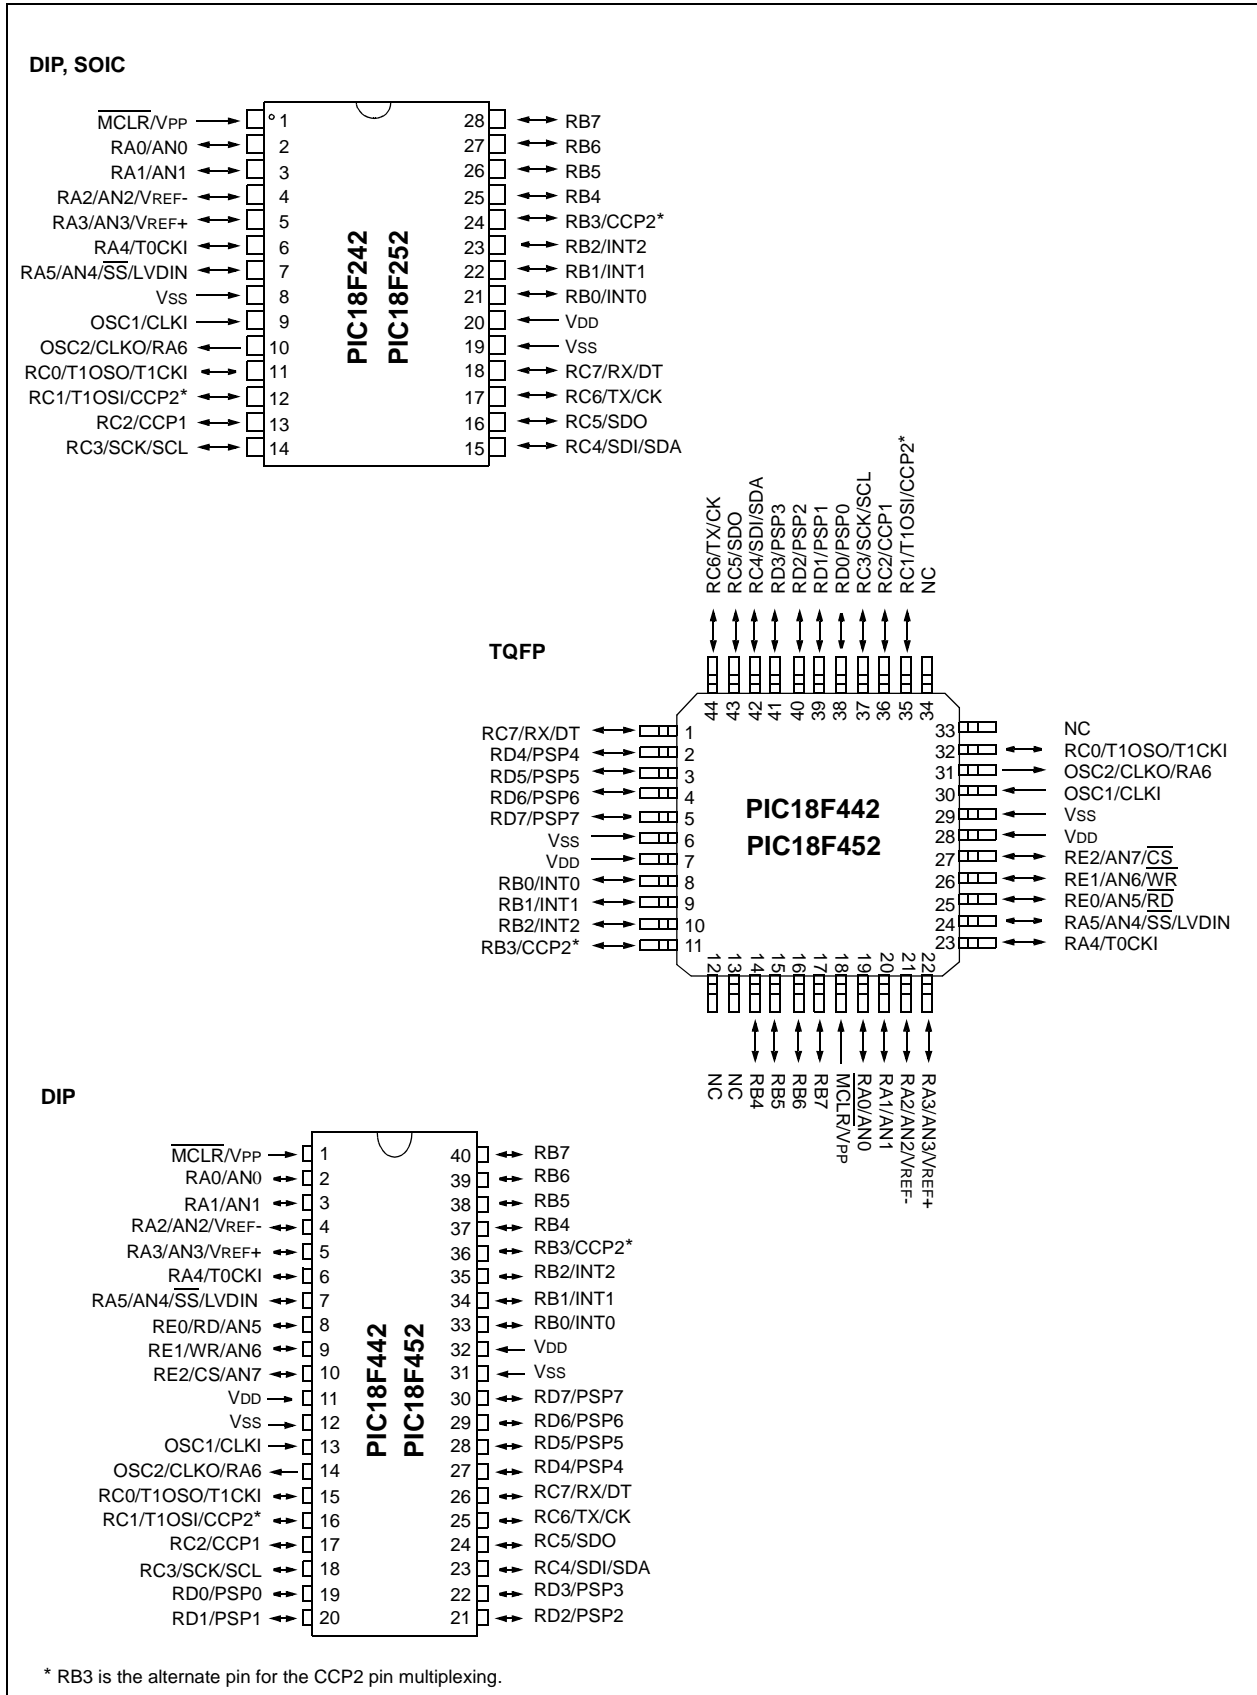 DIP, SOIC
MCLR/VPP 1 28 RB7
RA0/AN0 2 27 RB6
RA1/AN1 3 26 RB5
RA2/AN2/VREF- 4 25 RB4
RA3/AN3/VREF+ 5 24 RB3/CCP2*
RA4/T0CKI 6 23 RB2/INT2
RA5/AN4/SS/LVDIN 7 22 RB1/INT1
VSS 8 21 RB0/INT0
OSC1/CLKI 9 20 VDD
OSC2/CLKO/RA6 10 19 VSS
RC0/T1OSO/T1CKI 11 18 RC7/RX/DT
RC1/T1OSI/CCP2* 12 17 RC6/TX/CK
RC2/CCP1 13 16 RC5/SDO
RC3/SCK/SCL 14 15 RC4/SDI/SDA
PIC18F242
PIC18F252
TQFP
RC6/TX/CK
RC5/SDO
RC4/SDI/SDA
RD3/PSP3
RD2/PSP2
RD1/PSP1
RD0/PSP0
RC3/SCK/SCL
RC2/CCP1
RC1/T1OSI/CCP2*
NC
44 43 42 41 40 39 38 37 36 35 34
RC7/RX/DT 1 33 NC
RD4/PSP4 2 32 RC0/T1OSO/T1CKI
RD5/PSP5 3 31 OSC2/CLKO/RA6
RD6/PSP6 4 30 OSC1/CLKI
RD7/PSP7 5 29 VSS
VSS 6 28 VDD
VDD 7 27 RE2/AN7/CS
RB0/INT0 8 26 RE1/AN6/WR
RB1/INT1 9 25 RE0/AN5/RD
RB2/INT2 10 24 RA5/AN4/SS/LVDIN
RB3/CCP2* 11 23 RA4/T0CKI
PIC18F442
PIC18F452
12 13 14 15 16 17 18 19 20 21 22
NC
NC
RB4
RB5
RB6
RB7
MCLR/VPP
RA0/AN0
RA1/AN1
RA2/AN2/VREF-
RA3/AN3/VREF+
DIP
MCLR/VPP 1 40 RB7
RA0/AN0 2 39 RB6
RA1/AN1 3 38 RB5
RA2/AN2/VREF- 4 37 RB4
RA3/AN3/VREF+ 5 36 RB3/CCP2*
RA4/T0CKI 6 35 RB2/INT2
RA5/AN4/SS/LVDIN 7 34 RB1/INT1
RE0/RD/AN5 8 33 RB0/INT0
RE1/WR/AN6 9 32 VDD
RE2/CS/AN7 10 31 VSS
VDD 11 30 RD7/PSP7
VSS 12 29 RD6/PSP6
OSC1/CLKI 13 28 RD5/PSP5
OSC2/CLKO/RA6 14 27 RD4/PSP4
RC0/T1OSO/T1CKI 15 26 RC7/RX/DT
RC1/T1OSI/CCP2* 16 25 RC6/TX/CK
RC2/CCP1 17 24 RC5/SDO
RC3/SCK/SCL 18 23 RC4/SDI/SDA
RD0/PSP0 19 22 RD3/PSP3
RD1/PSP1 20 21 RD2/PSP2
PIC18F442
PIC18F452
* RB3 is the alternate pin for the CCP2 pin multiplexing.